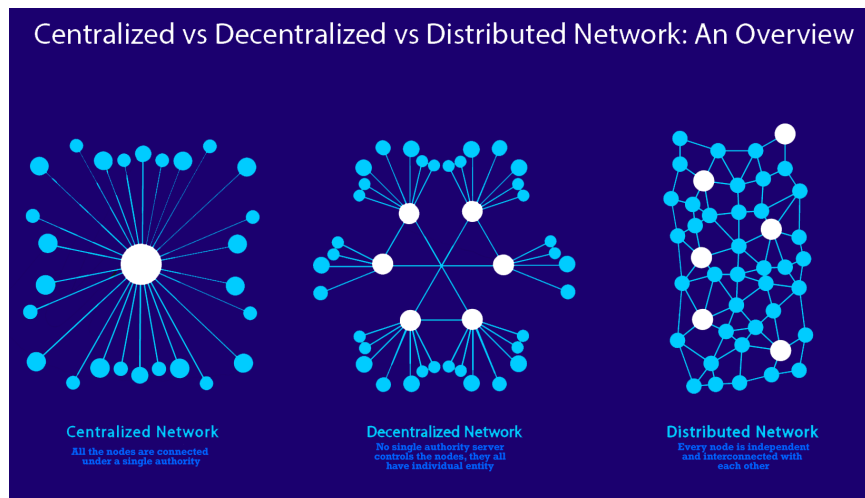 Centralized vs Decentralized vs Distributed Network: An Overview
Centralized Network
All the nodes are connected
under a single authority
Decentralized Network
No single authority server
controls the nodes, they all
have individual entity
Distributed Network
Every node is independent
and interconnected with
each other